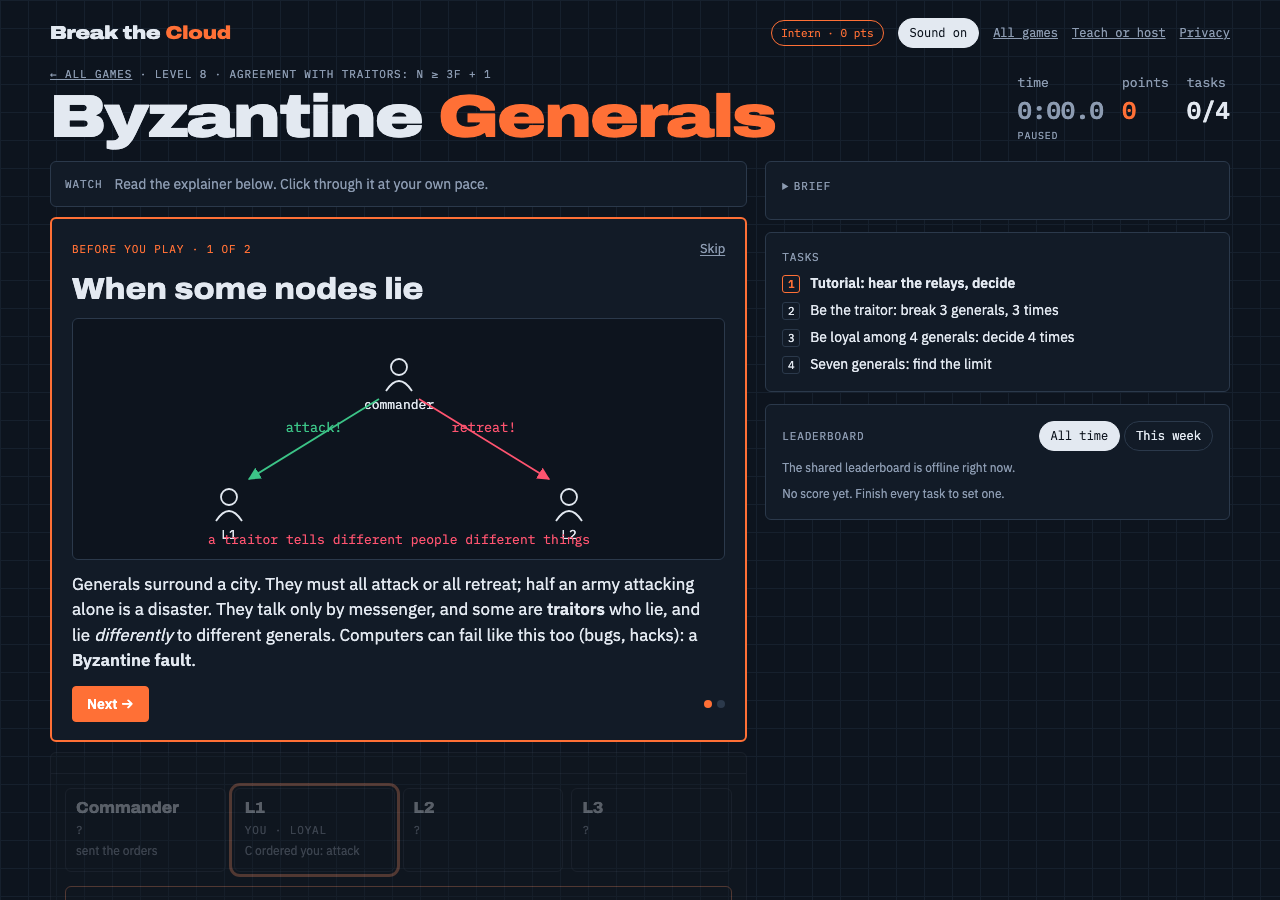 Break the Cloud
Intern · 0 pts
Sound on
All games
Teach or host
Privacy
← ALL GAMES · LEVEL 8 · AGREEMENT WITH TRAITORS: N ≥ 3F + 1
Byzantine Generals
time
0:00.0
PAUSED
points
0
tasks
0/4
WATCH Read the explainer below. Click through it at your own pace.
BEFORE YOU PLAY · 1 OF 2
Skip
When some nodes lie
commander
attack!
retreat!
L1
L2
a traitor tells different people different things
Generals surround a city. They must all attack or all retreat; half an army attacking
alone is a disaster. They talk only by messenger, and some are traitors who lie, and
lie differently to different generals. Computers can fail like this too (bugs, hacks): a
Byzantine fault.
Next →
Commander
?
sent the orders
L1
YOU · LOYAL
C ordered you: attack
L2
?
L3
?
▶ BRIEF
TASKS
1 Tutorial: hear the relays, decide
2 Be the traitor: break 3 generals, 3 times
3 Be loyal among 4 generals: decide 4 times
4 Seven generals: find the limit
LEADERBOARD
All time
This week
The shared leaderboard is offline right now.
No score yet. Finish every task to set one.